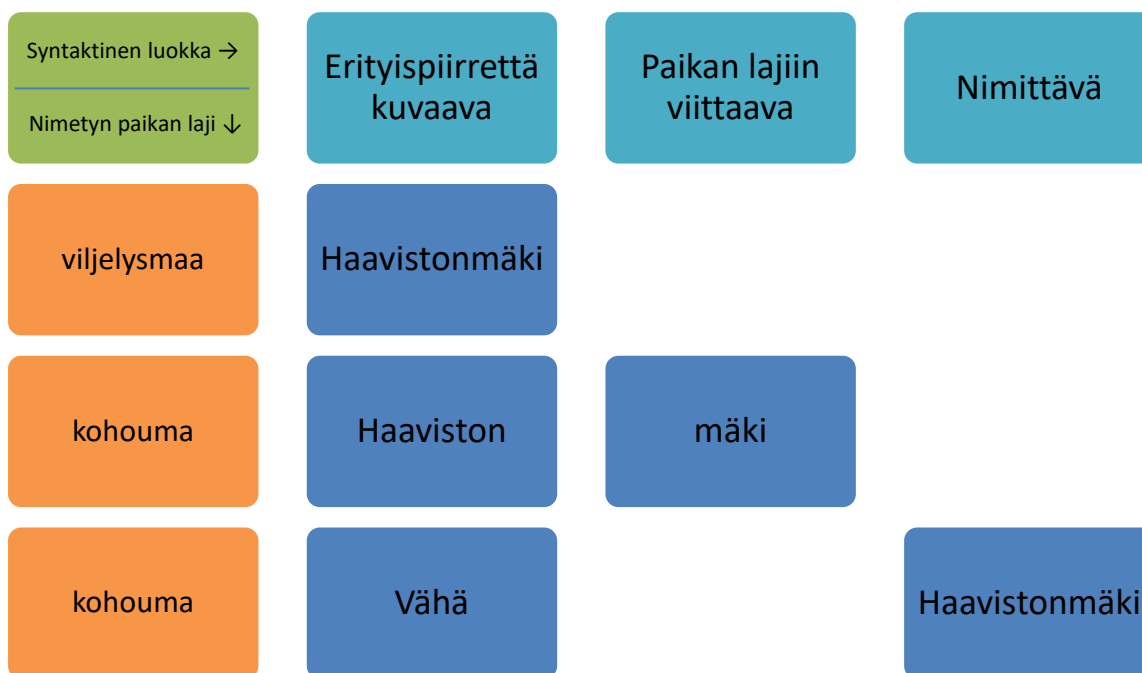 Syntaktinen luokka →
Nimetyn paikan laji ↓
Erityispiirrettä
kuvaava
Paikan lajiin
viittaava
Nimittävä
viljelysmaa
Haavistonmäki
kohouma
Haaviston
mäki
kohouma
Vähä
Haavistonmäki